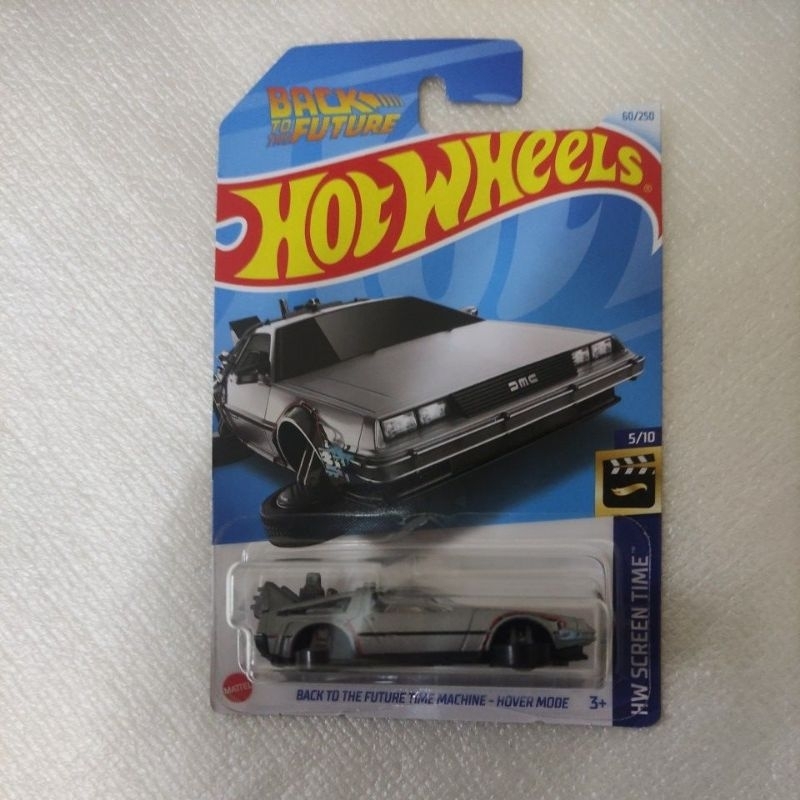 BACK
TO THE FUTURE
60/250
HOT WHEELS®
DMC
5/10
HW SCREEN TIME™
MATTEL
BACK TO THE FUTURE TIME MACHINE - HOVER MODE
3+